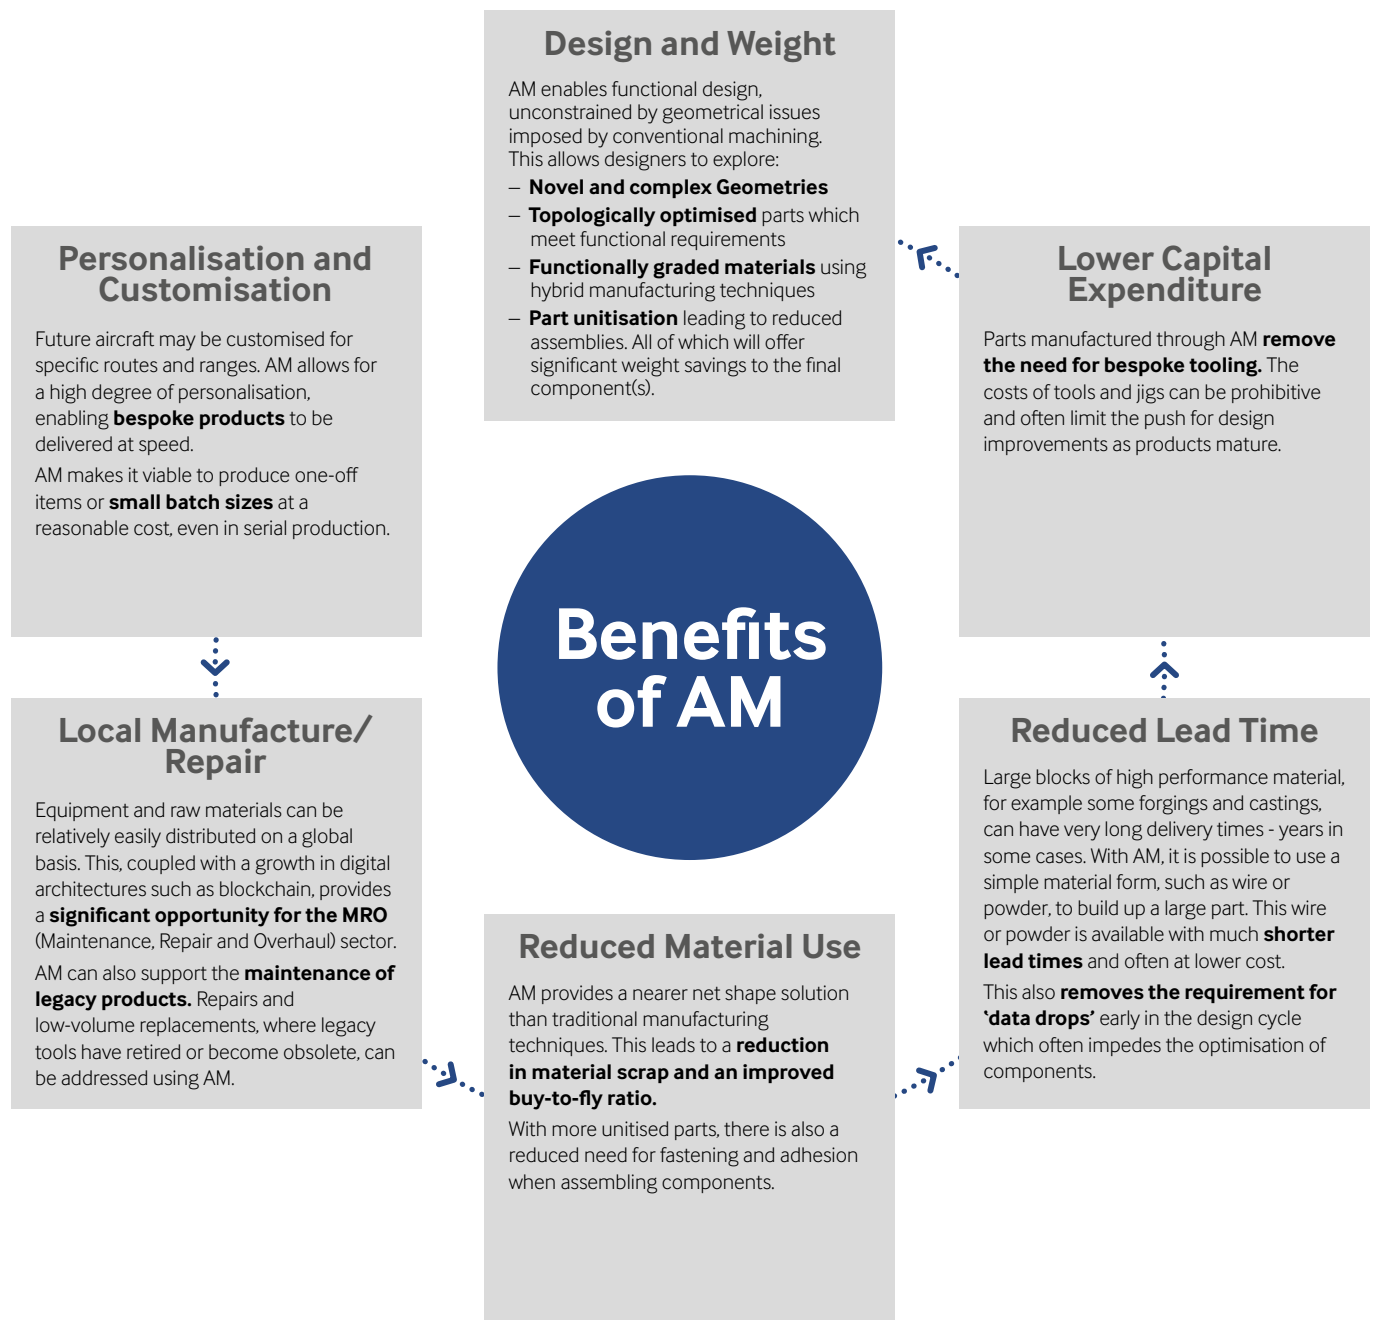 Design and Weight
AM enables functional design,
unconstrained by geometrical issues
imposed by conventional machining.
This allows designers to explore:
– Novel and complex Geometries
– Topologically optimised parts which
meet functional requirements
– Functionally graded materials using
hybrid manufacturing techniques
– Part unitisation leading to reduced
assemblies. All of which will offer
significant weight savings to the final
component(s).
Personalisation and
Customisation
Future aircraft may be customised for
specific routes and ranges. AM allows for
a high degree of personalisation,
enabling bespoke products to be
delivered at speed.
AM makes it viable to produce one-off
items or small batch sizes at a
reasonable cost, even in serial production.
Lower Capital
Expenditure
Parts manufactured through AM remove
the need for bespoke tooling. The
costs of tools and jigs can be prohibitive
and often limit the push for design
improvements as products mature.
Benefits
of AM
Local Manufacture/
Repair
Equipment and raw materials can be
relatively easily distributed on a global
basis. This, coupled with a growth in digital
architectures such as blockchain, provides
a significant opportunity for the MRO
(Maintenance, Repair and Overhaul) sector.
AM can also support the maintenance of
legacy products. Repairs and
low-volume replacements, where legacy
tools have retired or become obsolete, can
be addressed using AM.
Reduced Lead Time
Large blocks of high performance material,
for example some forgings and castings,
can have very long delivery times - years in
some cases. With AM, it is possible to use a
simple material form, such as wire or
powder, to build up a large part. This wire
or powder is available with much shorter
lead times and often at lower cost.
This also removes the requirement for
‘data drops’ early in the design cycle
which often impedes the optimisation of
components.
Reduced Material Use
AM provides a nearer net shape solution
than traditional manufacturing
techniques. This leads to a reduction
in material scrap and an improved
buy-to-fly ratio.
With more unitised parts, there is also a
reduced need for fastening and adhesion
when assembling components.